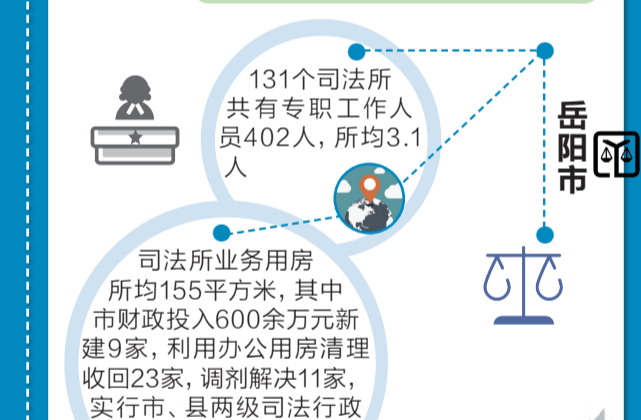 131个司法所
共有专职工作人
员402人，所均3.1
人
岳阳市
司法所业务用房
所均155平方米，其中
市财政投入600余万元新
建9家，利用办公用房清理
收回23家，调剂解决11家，
实行市、县两级司法行政